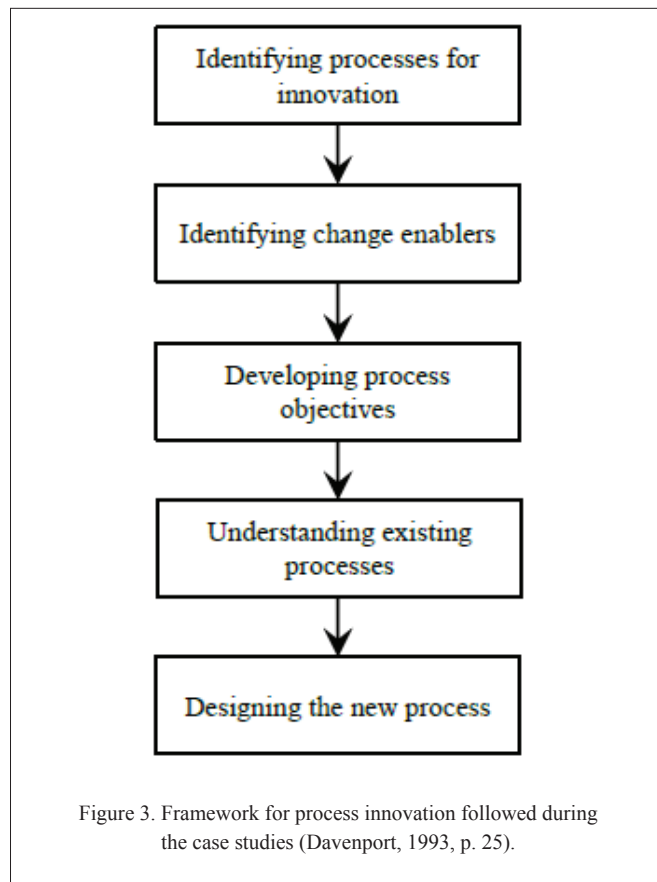 Identifying processes for
innovation
Identifying change enablers
Developing process
objectives
Understanding existing
processes
Designing the new process
Figure 3. Framework for process innovation followed during
the case studies (Davenport, 1993, p. 25).